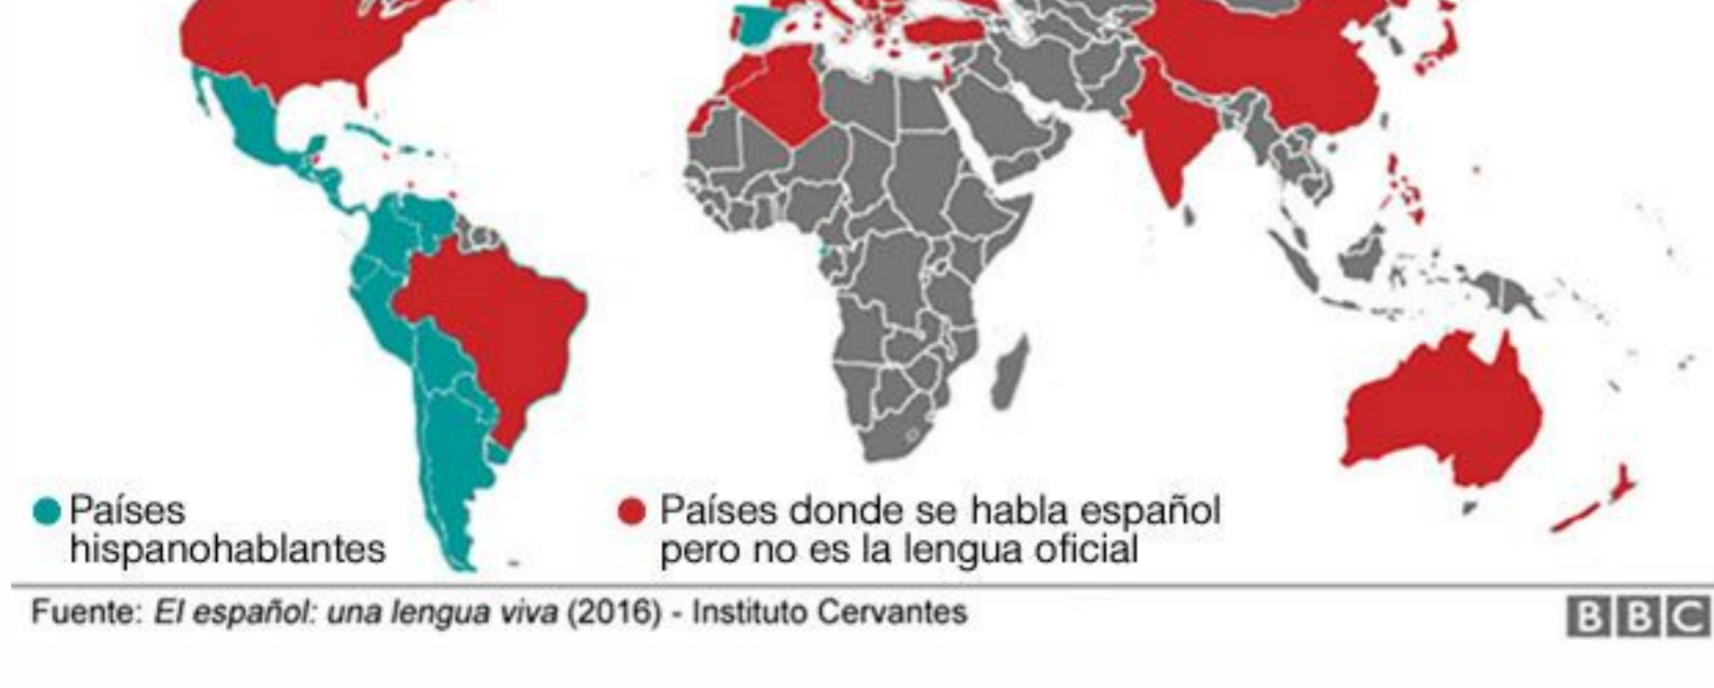 Países
hispanohablantes
Países donde se habla español
pero no es la lengua oficial
Fuente: El español: una lengua viva (2016) - Instituto Cervantes
BBC